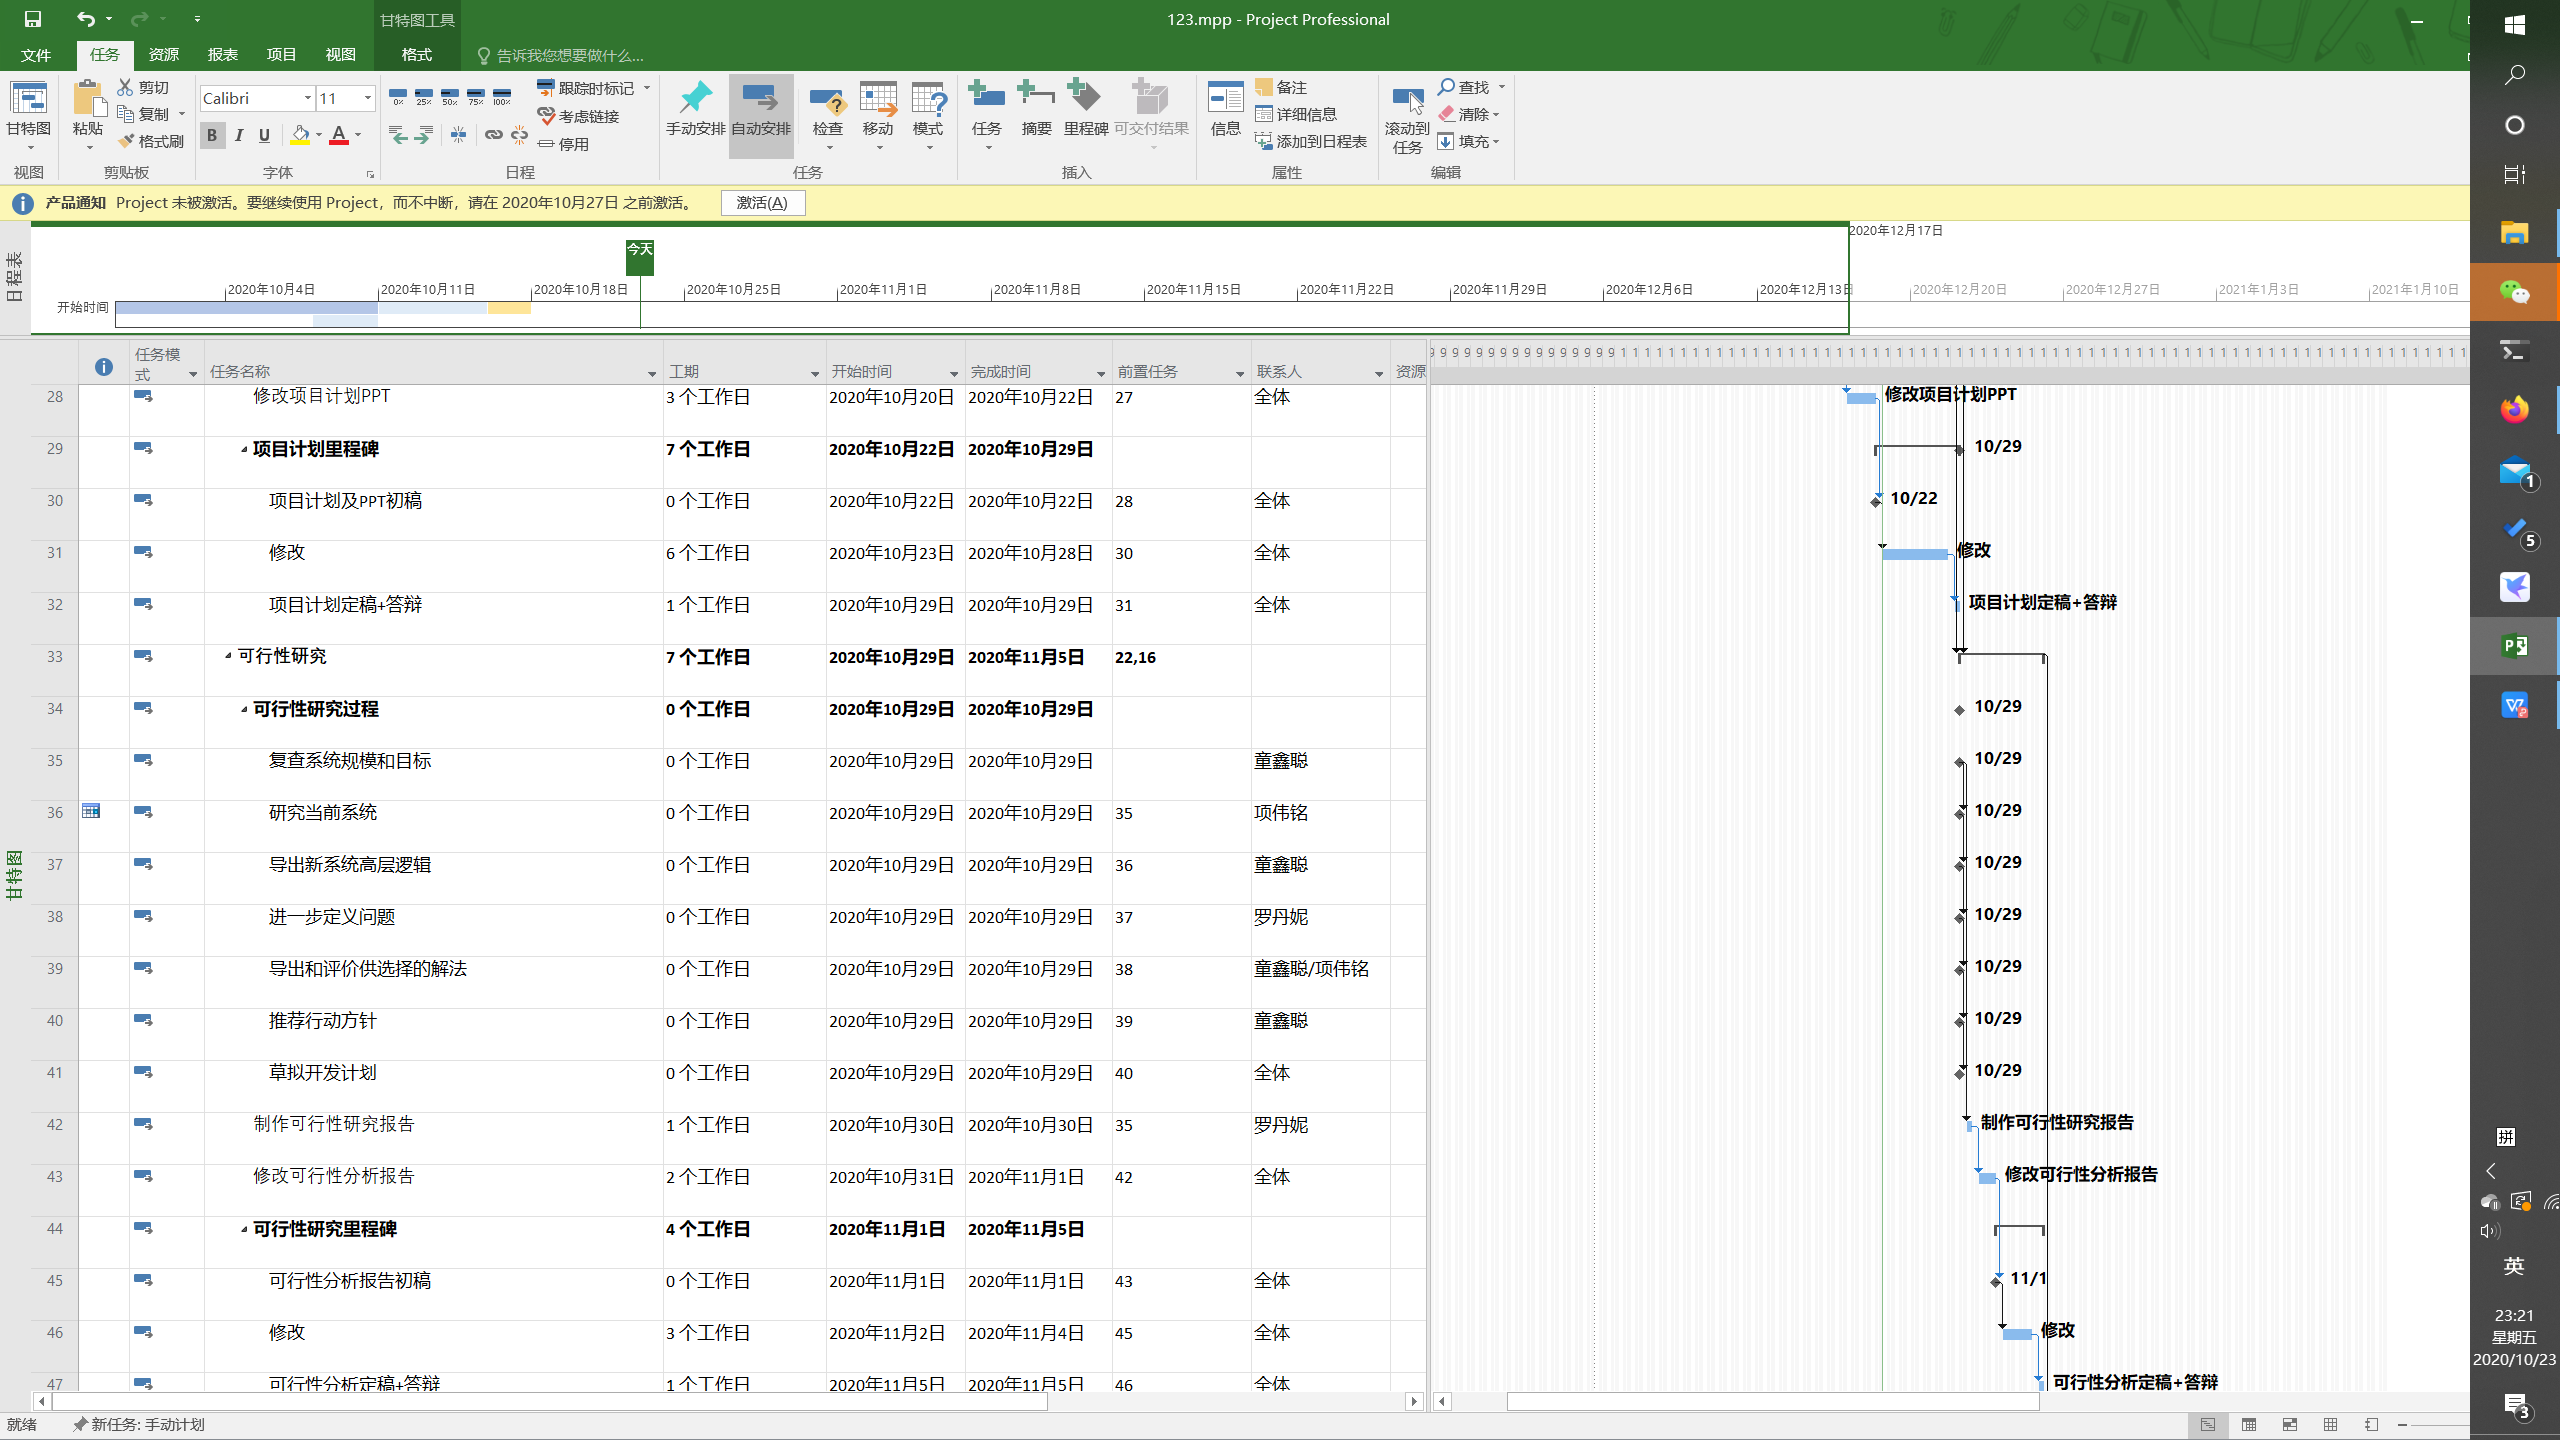 甘特图工具
123.mpp - Project Professional
文件 任务 资源 报表 项目 视图 格式 告诉我您想要做什么...
甘特图 粘贴 剪切 复制 格式刷
Calibri 11
B I U A
0% 25% 50% 75% 100%
跟踪时标记 考虑链接 停用
手动安排 自动安排 检查 移动 模式
任务 摘要 里程碑 可交付结果
信息 备注 详细信息 添加到日程表
滚动到任务 查找 清除 填充
视图 剪贴板 字体 日程 任务 插入 属性 编辑
产品通知 Project 未被激活。要继续使用 Project，而不中断，请在 2020年10月27日 之前激活。 激活(A)
日程表
今天
2020年12月17日
2020年10月4日 2020年10月11日 2020年10月18日 2020年10月25日 2020年11月1日 2020年11月8日 2020年11月15日 2020年11月22日 2020年11月29日 2020年12月6日 2020年12月13日 2020年12月20日 2020年12月27日 2021年1月3日 2021年1月10日
开始时间
任务模式 任务名称 工期 开始时间 完成时间 前置任务 联系人 资源
28 修改项目计划PPT 3 个工作日 2020年10月20日 2020年10月22日 27 全体 修改项目计划PPT
29 项目计划里程碑 7 个工作日 2020年10月22日 2020年10月29日 10/29
30 项目计划及PPT初稿 0 个工作日 2020年10月22日 2020年10月22日 28 全体 10/22
31 修改 6 个工作日 2020年10月23日 2020年10月28日 30 全体 修改
32 项目计划定稿+答辩 1 个工作日 2020年10月29日 2020年10月29日 31 全体 项目计划定稿+答辩
33 可行性研究 7 个工作日 2020年10月29日 2020年11月5日 22,16
34 可行性研究过程 0 个工作日 2020年10月29日 2020年10月29日 10/29
35 复查系统规模和目标 0 个工作日 2020年10月29日 2020年10月29日 童鑫聪 10/29
36 研究当前系统 0 个工作日 2020年10月29日 2020年10月29日 35 项伟铭 10/29
37 导出新系统高层逻辑 0 个工作日 2020年10月29日 2020年10月29日 36 童鑫聪 10/29
38 进一步定义问题 0 个工作日 2020年10月29日 2020年10月29日 37 罗丹妮 10/29
39 导出和评价供选择的解法 0 个工作日 2020年10月29日 2020年10月29日 38 童鑫聪/项伟铭 10/29
40 推荐行动方针 0 个工作日 2020年10月29日 2020年10月29日 39 童鑫聪 10/29
41 草拟开发计划 0 个工作日 2020年10月29日 2020年10月29日 40 全体 10/29
42 制作可行性研究报告 1 个工作日 2020年10月30日 2020年10月30日 35 罗丹妮 制作可行性研究报告
43 修改可行性分析报告 2 个工作日 2020年10月31日 2020年11月1日 42 全体 修改可行性分析报告
44 可行性研究里程碑 4 个工作日 2020年11月1日 2020年11月5日
45 可行性分析报告初稿 0 个工作日 2020年11月1日 2020年11月1日 43 全体 11/1
46 修改 3 个工作日 2020年11月2日 2020年11月4日 45 全体 修改
47 可行性分析定稿+答辩 1 个工作日 2020年11月5日 2020年11月5日 46 全体 可行性分析定稿+答辩
甘特图
就绪 新任务: 手动计划
1
5
拼
英
23:21
星期五
2020/10/23
3